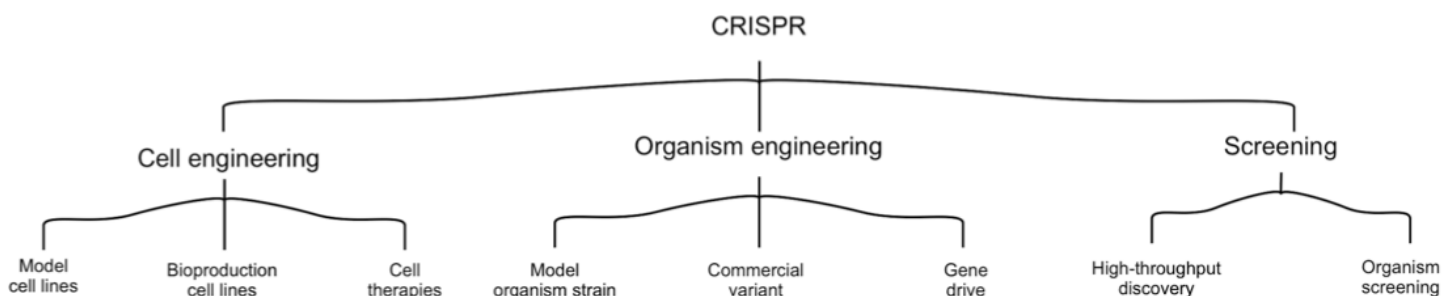 CRISPR
Cell engineering
Organism engineering
Screening
Model
cell lines
Bioproduction
cell lines
Cell
therapies
Model
organism strain
Commercial
variant
Gene
drive
High-throughput
discovery
Organism
screening